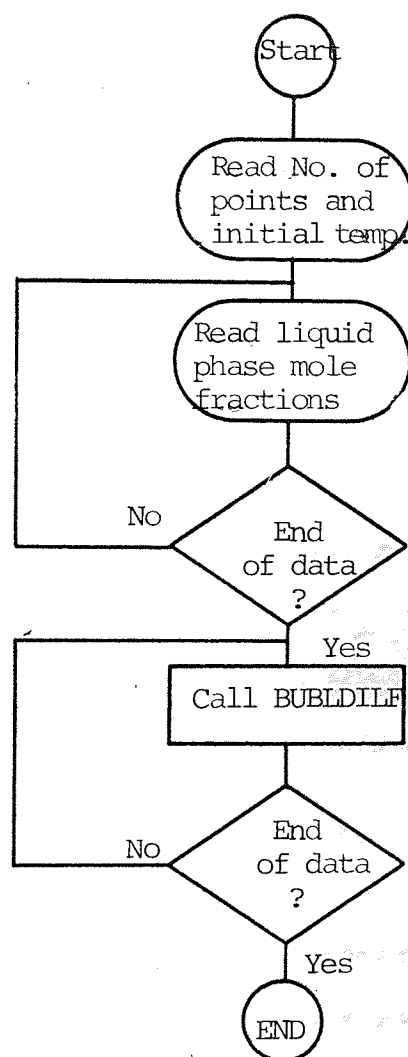 Start
Read No. of
points and
initial temp.
Read liquid
phase mole
fractions
No
End
of data
?
Yes
Call BUBLDILF
No
End
of data
?
Yes
END